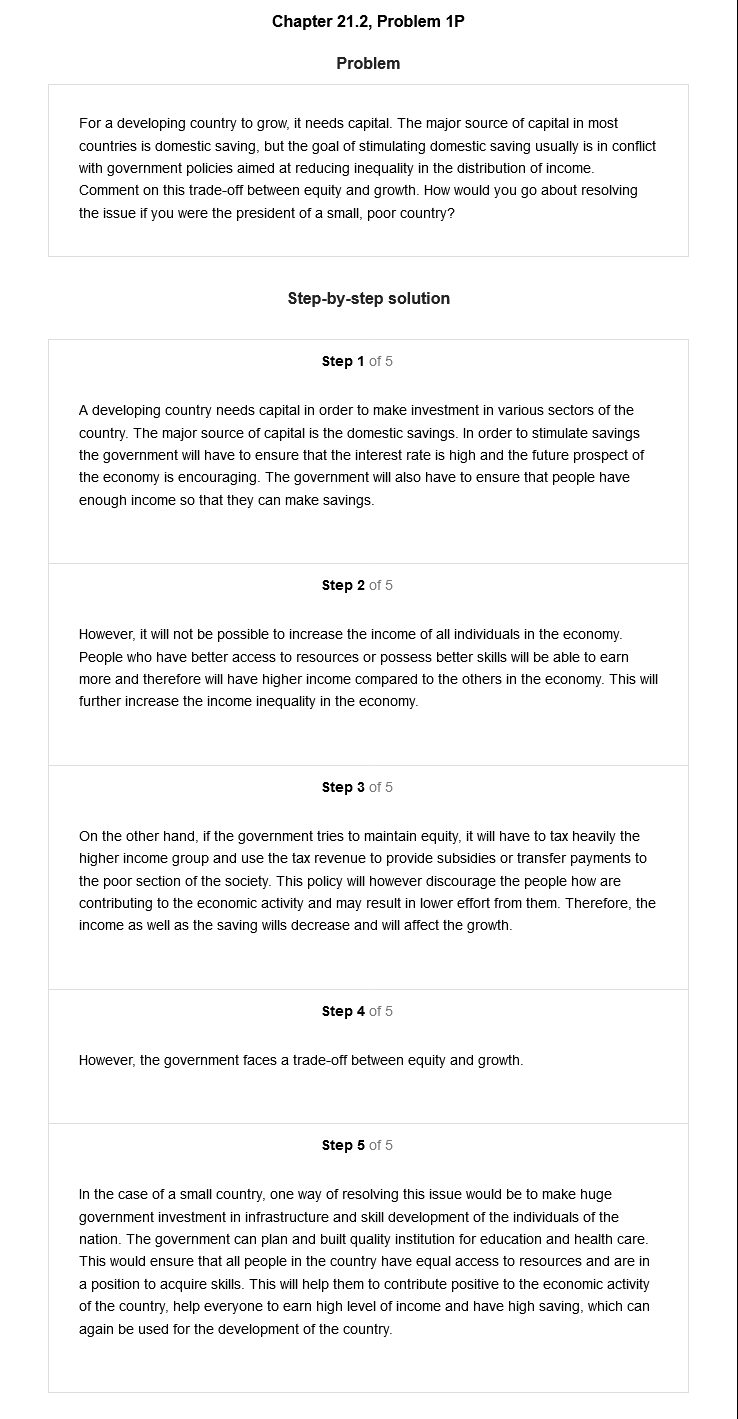 Chapter 21.2, Problem 1P
Problem
For a developing country to grow, it needs capital. The major source of capital in most
countries is domestic saving, but the goal of stimulating domestic saving usually is in conflict
with government policies aimed at reducing inequality in the distribution of income.
Comment on this trade-off between equity and growth. How would you go about resolving
the issue if you were the president of a small, poor country?
Step-by-step solution
Step 1 of 5
A developing country needs capital in order to make investment in various sectors of the
country. The major source of capital is the domestic savings. In order to stimulate savings
the government will have to ensure that the interest rate is high and the future prospect of
the economy is encouraging. The government will also have to ensure that people have
enough income so that they can make savings.
Step 2 of 5
However, it will not be possible to increase the income of all individuals in the economy.
People who have better access to resources or possess better skills will be able to earn
more and therefore will have higher income compared to the others in the economy. This will
further increase the income inequality in the economy.
Step 3 of 5
On the other hand, if the government tries to maintain equity, it will have to tax heavily the
higher income group and use the tax revenue to provide subsidies or transfer payments to
the poor section of the society. This policy will however discourage the people how are
contributing to the economic activity and may result in lower effort from them. Therefore, the
income as well as the saving wills decrease and will affect the growth.
Step 4 of 5
However, the government faces a trade-off between equity and growth.
Step 5 of 5
In the case of a small country, one way of resolving this issue would be to make huge
government investment in infrastructure and skill development of the individuals of the
nation. The government can plan and built quality institution for education and health care.
This would ensure that all people in the country have equal access to resources and are in
a position to acquire skills. This will help them to contribute positive to the economic activity
of the country, help everyone to earn high level of income and have high saving, which can
again be used for the development of the country.